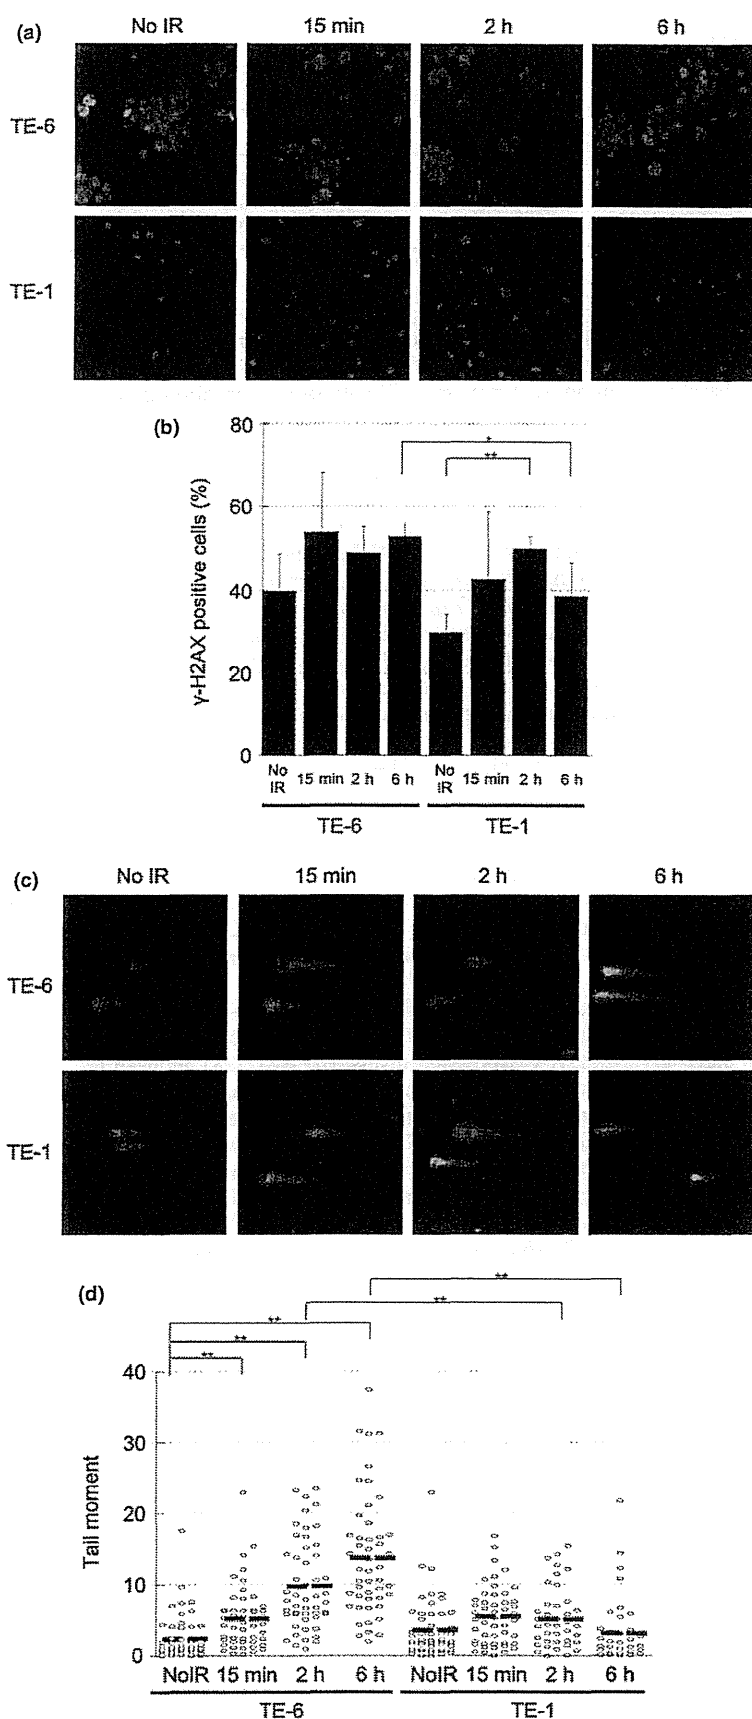 (a) No IR 15 min 2 h 6 h
TE-6
TE-1
(b)
80
*
**
60
40
20
0
γ-H2AX positive cells (%)
No IR 15 min 2 h 6 h No IR 15 min 2 h 6 h
TE-6 TE-1
(c) No IR 15 min 2 h 6 h
TE-6
TE-1
(d)
**
**
**
**
**
40
30
20
10
0
Tail moment
NoIR 15 min 2 h 6 h NoIR 15 min 2 h 6 h
TE-6 TE-1